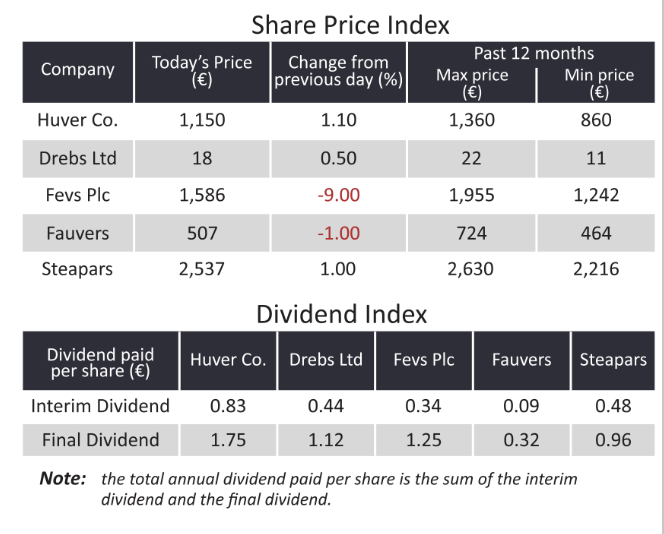 Share Price Index
Company Today's Price (€) Change from previous day (%) Past 12 months Max price (€) Min price (€)
Huver Co. 1,150 1.10 1,360 860
Drebs Ltd 18 0.50 22 11
Fevs Plc 1,586 -9.00 1,955 1,242
Fauvers 507 -1.00 724 464
Steapars 2,537 1.00 2,630 2,216
Dividend Index
Dividend paid per share (€) Huver Co. Drebs Ltd Fevs Plc Fauvers Steapars
Interim Dividend 0.83 0.44 0.34 0.09 0.48
Final Dividend 1.75 1.12 1.25 0.32 0.96
Note: the total annual dividend paid per share is the sum of the interim
dividend and the final dividend.